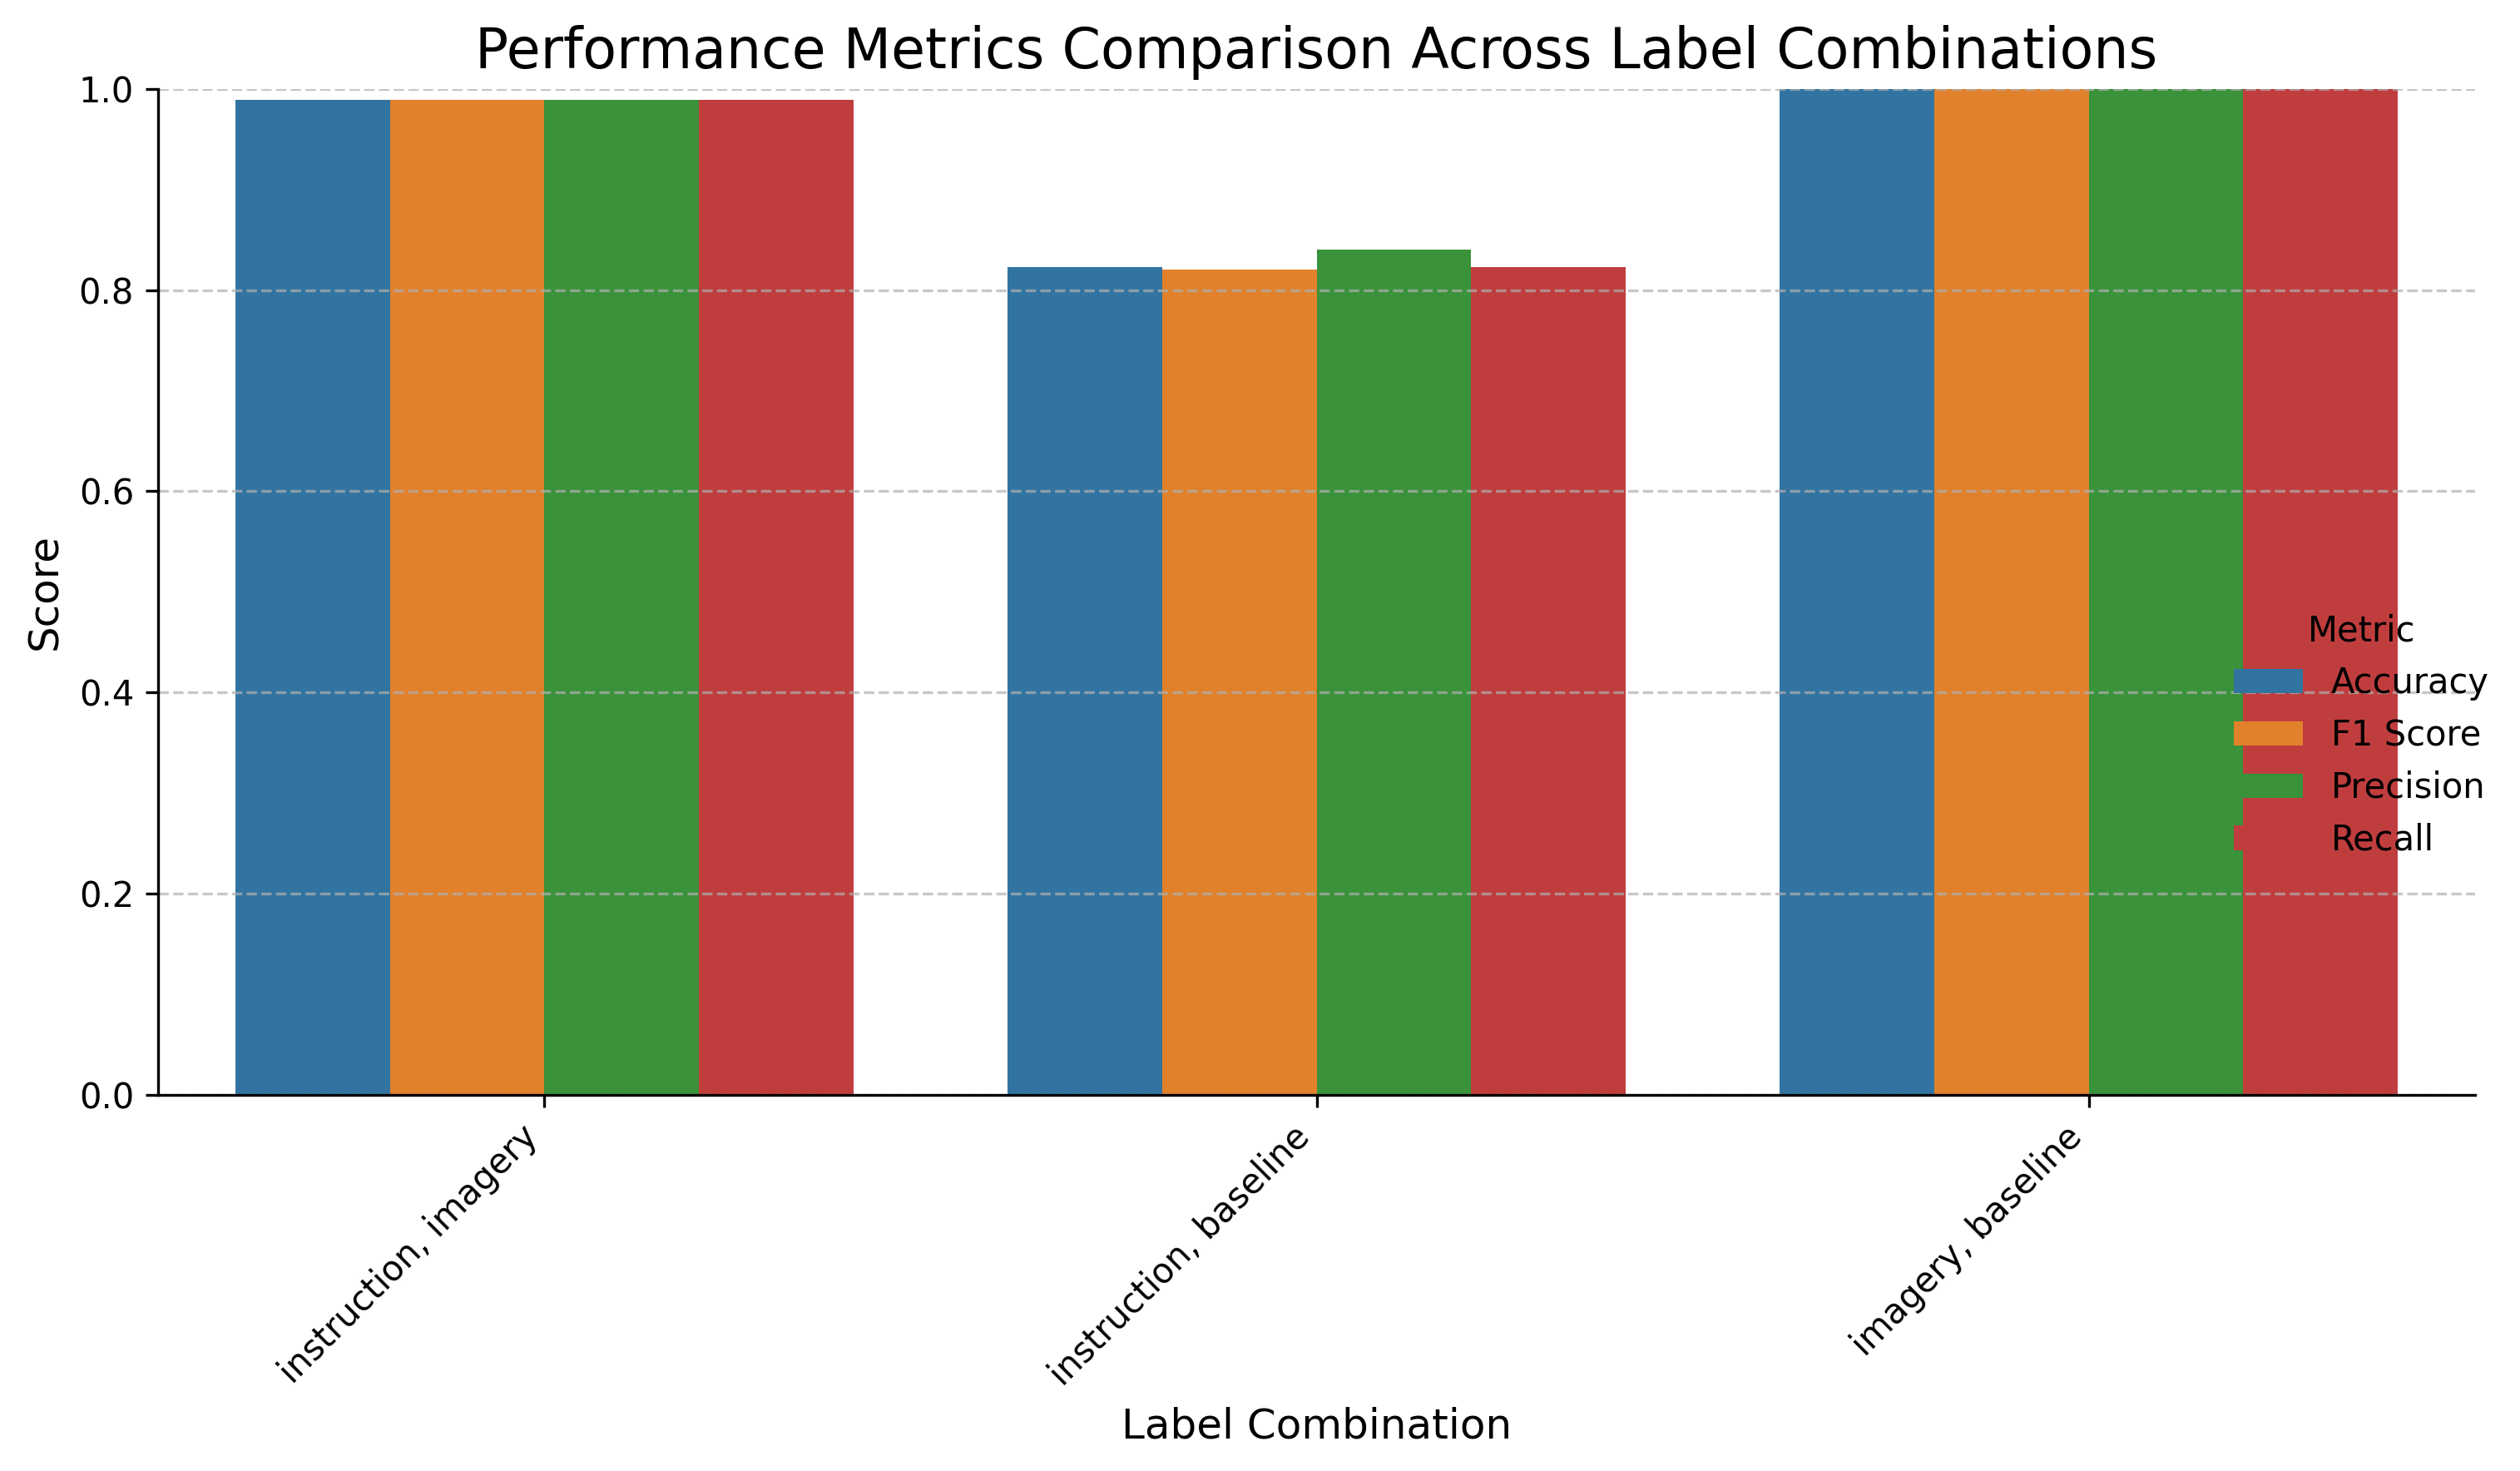 Performance Metrics Comparison Across Label Combinations
1.0
0.8
0.6
0.4
0.2
0.0
Score
Metric
Accuracy
F1 Score
Precision
Recall
instruction, imagery
instruction, baseline
imagery, baseline
Label Combination